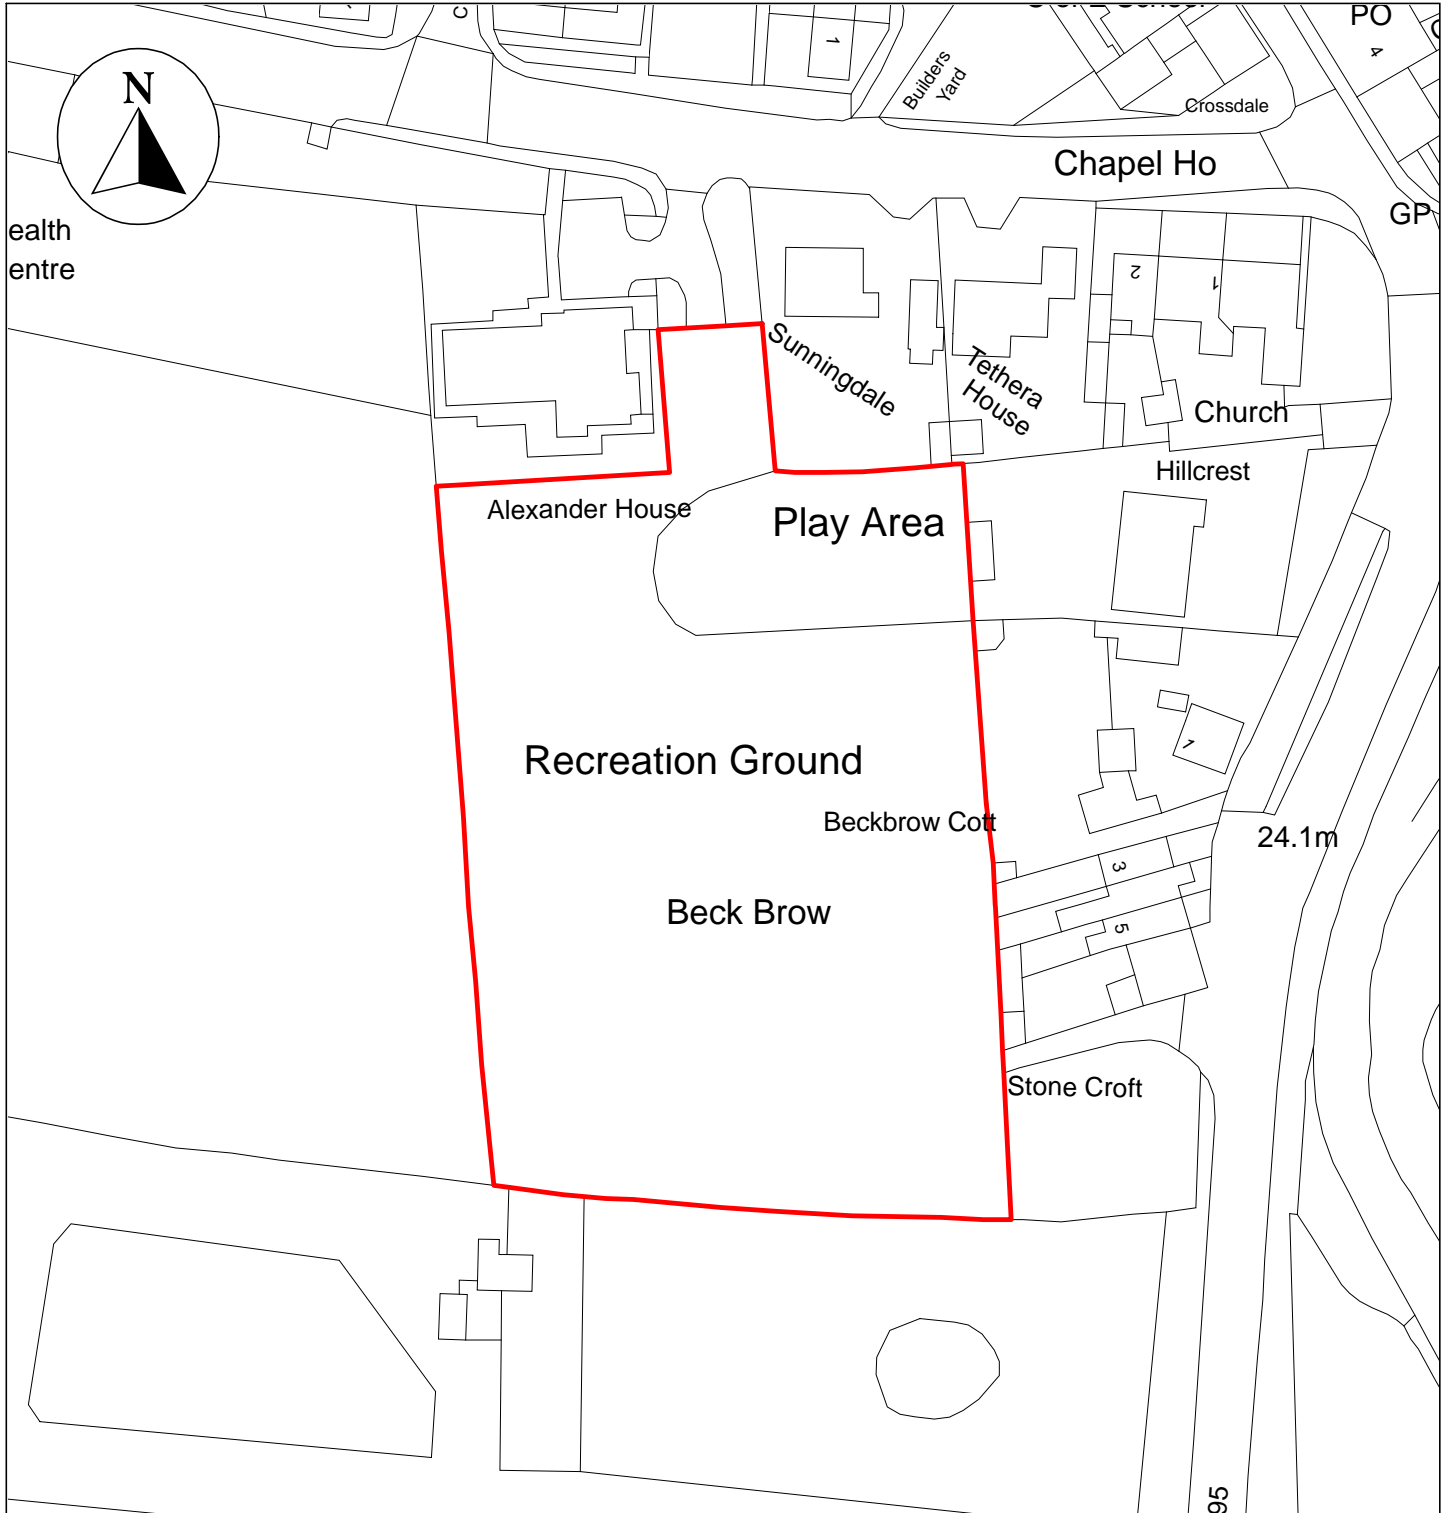 PO
4
1
C
Builders
Yard
Crossdale
N
Chapel Ho
GP
ealth
entre
2
1
Sunningdale
Tethera
House
Church
Hillcrest
Alexander House
Play Area
Recreation Ground
1
Beckbrow Cott
24.1m
3
Beck Brow
5
Stone Croft
95